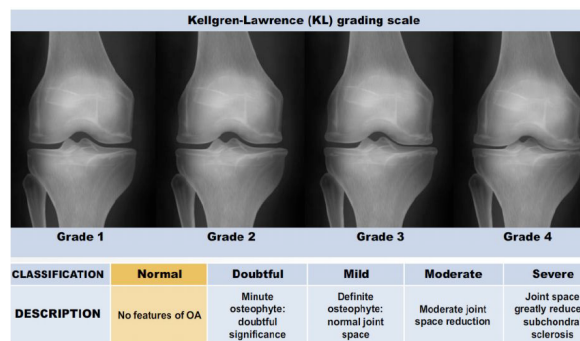 Kellgren-Lawrence (KL) grading scale
Grade 1 Grade 2 Grade 3 Grade 4
CLASSIFICATION Normal Doubtful Mild Moderate Severe
DESCRIPTION No features of OA Minute osteophyte: doubtful significance Definite osteophyte: normal joint space Moderate joint space reduction Joint space greatly reduce subchondra sclerosis